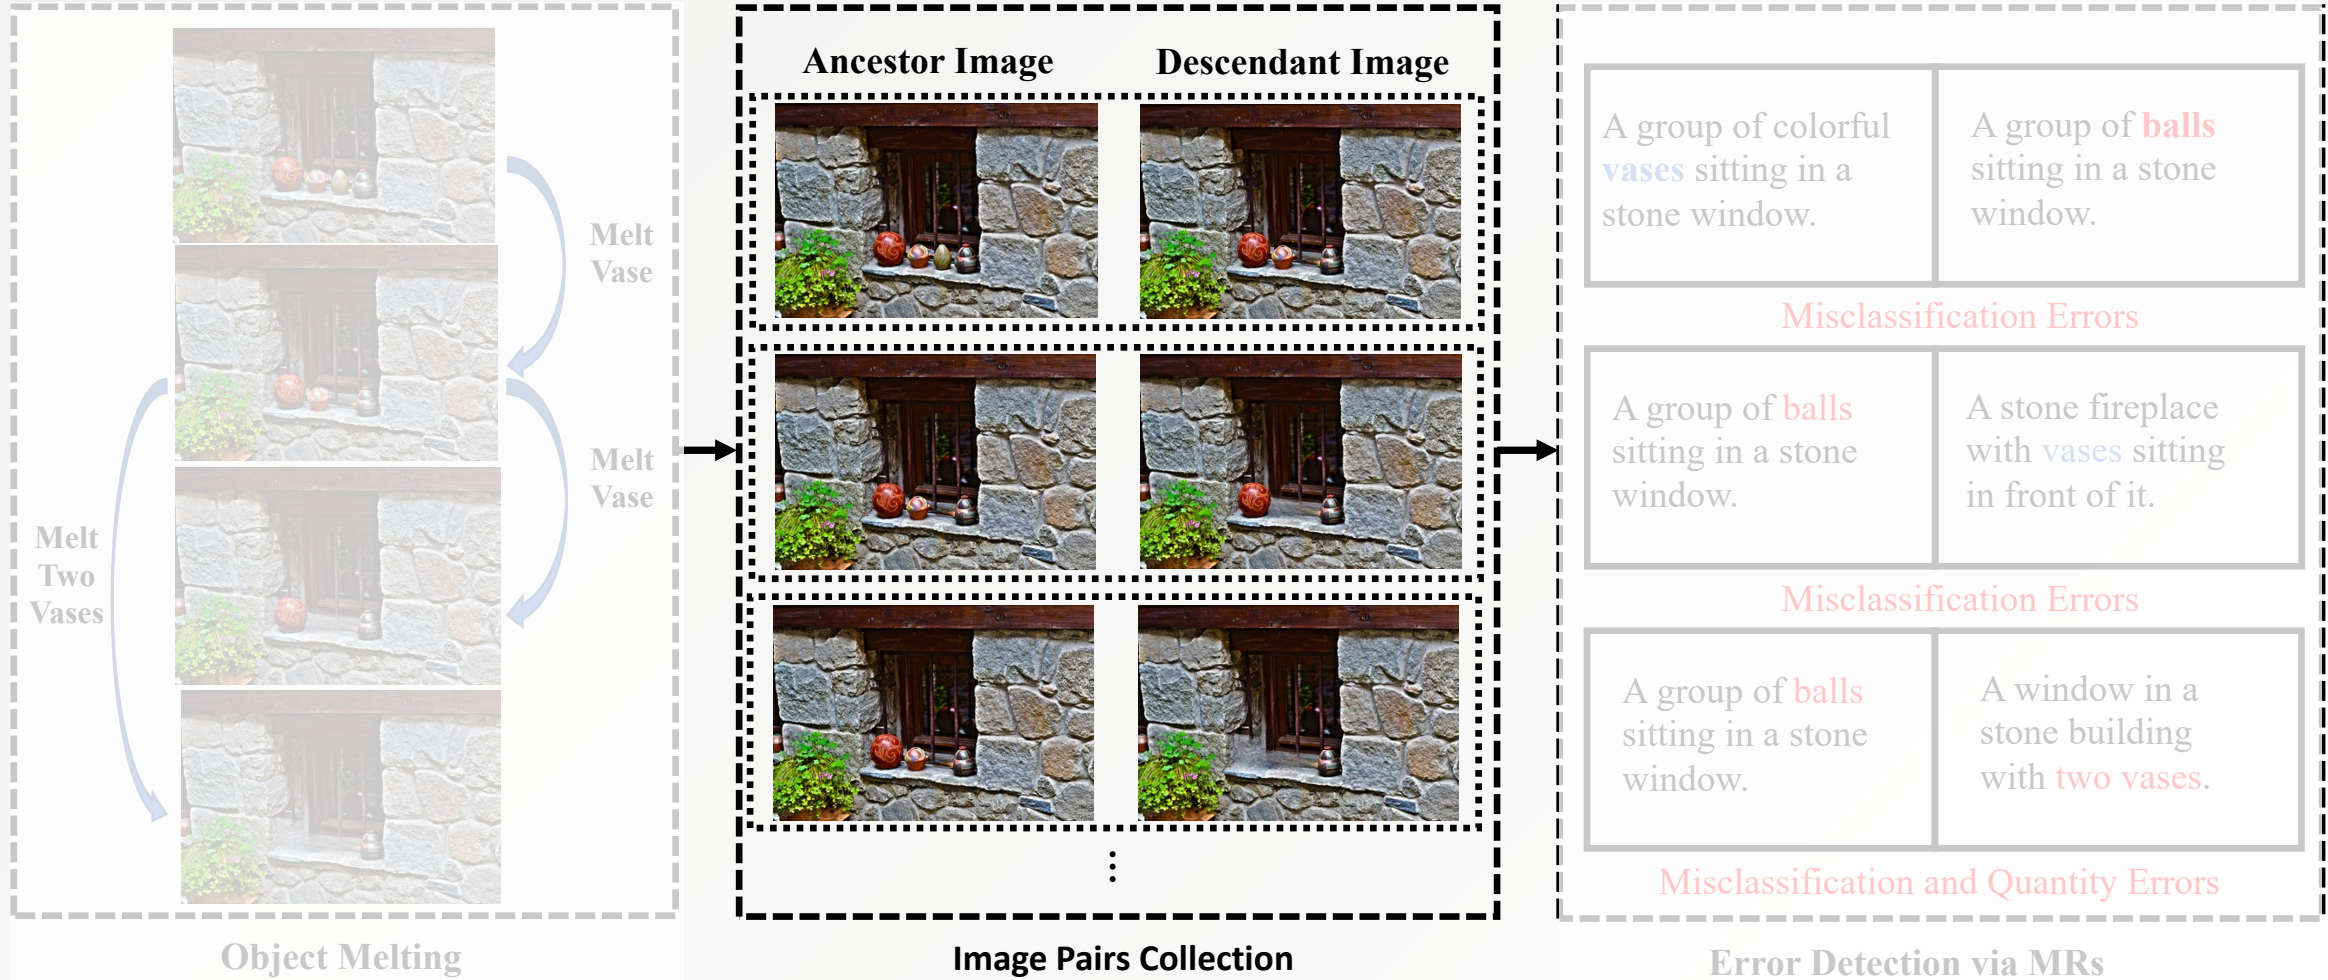 Melt
Vase
Melt
Vase
Melt
Two
Vases
Object Melting
Ancestor Image
Descendant Image
⋮
Image Pairs Collection
A group of colorful
vases sitting in a
stone window.
A group of balls
sitting in a stone
window.
Misclassification Errors
A group of balls
sitting in a stone
window.
A stone fireplace
with vases sitting
in front of it.
Misclassification Errors
A group of balls
sitting in a stone
window.
A window in a
stone building
with two vases.
Misclassification and Quantity Errors
Error Detection via MRs